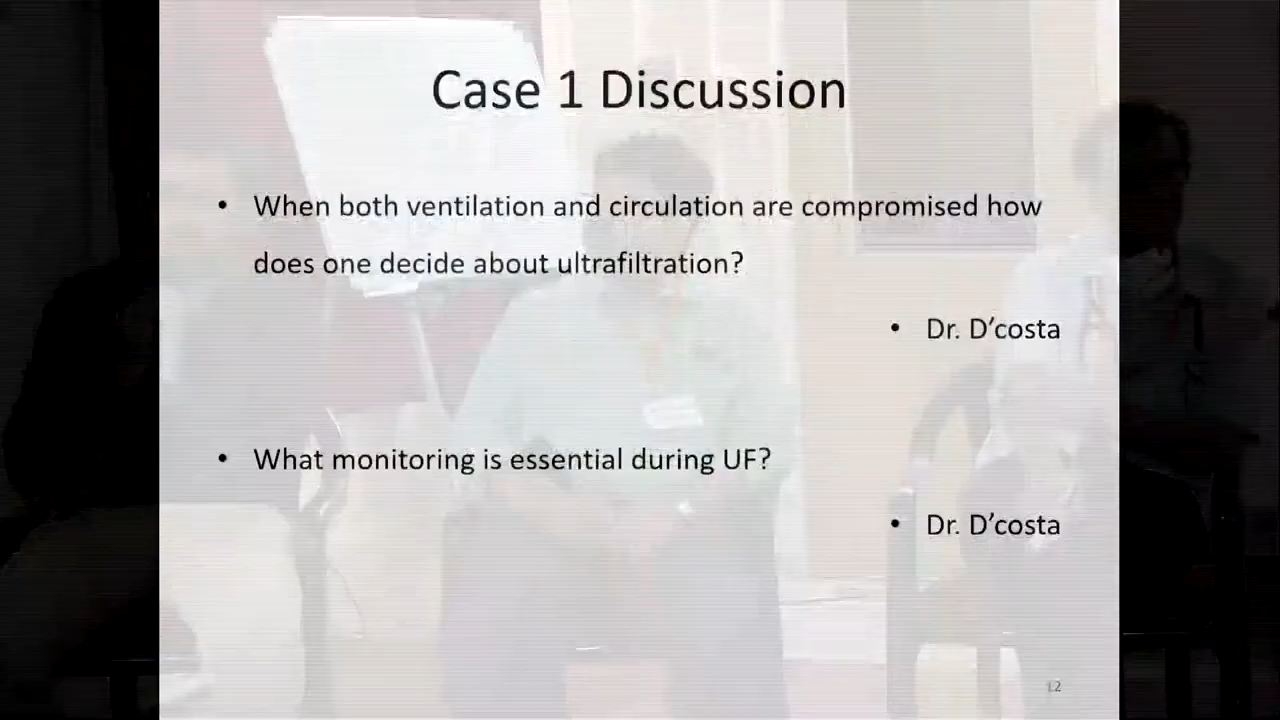 Case 1 Discussion
• When both ventilation and circulation are compromised how
does one decide about ultrafiltration?
• Dr. D’costa
• What monitoring is essential during UF?
• Dr. D’costa
12